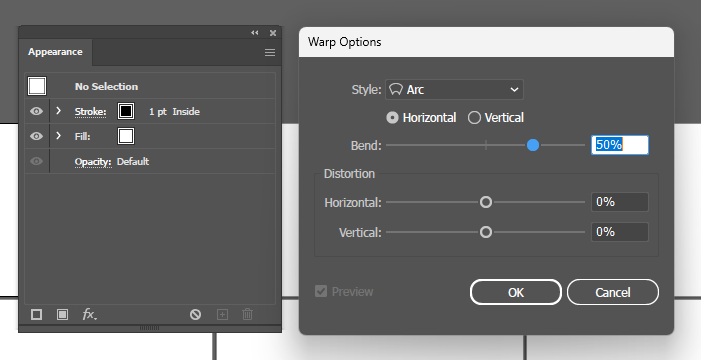 Appearance
No Selection
Stroke: 1 pt Inside
Fill:
Opacity: Default
fx.
Warp Options
Style: Arc
Horizontal Vertical
Bend: 50%
Distortion
Horizontal: 0%
Vertical: 0%
Preview OK Cancel